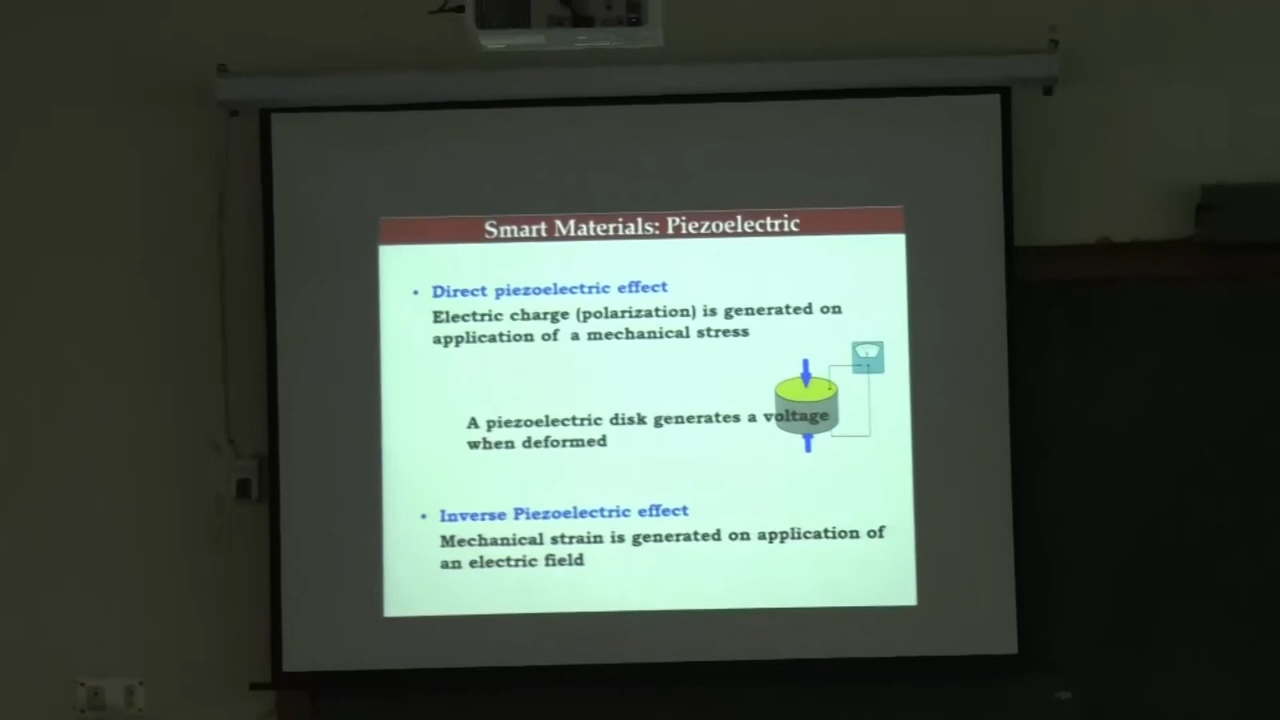 Smart Materials: Piezoelectric
• Direct piezoelectric effect
Electric charge (polarization) is generated on
application of a mechanical stress
A piezoelectric disk generates a voltage
when deformed
• Inverse Piezoelectric effect
Mechanical strain is generated on application of
an electric field